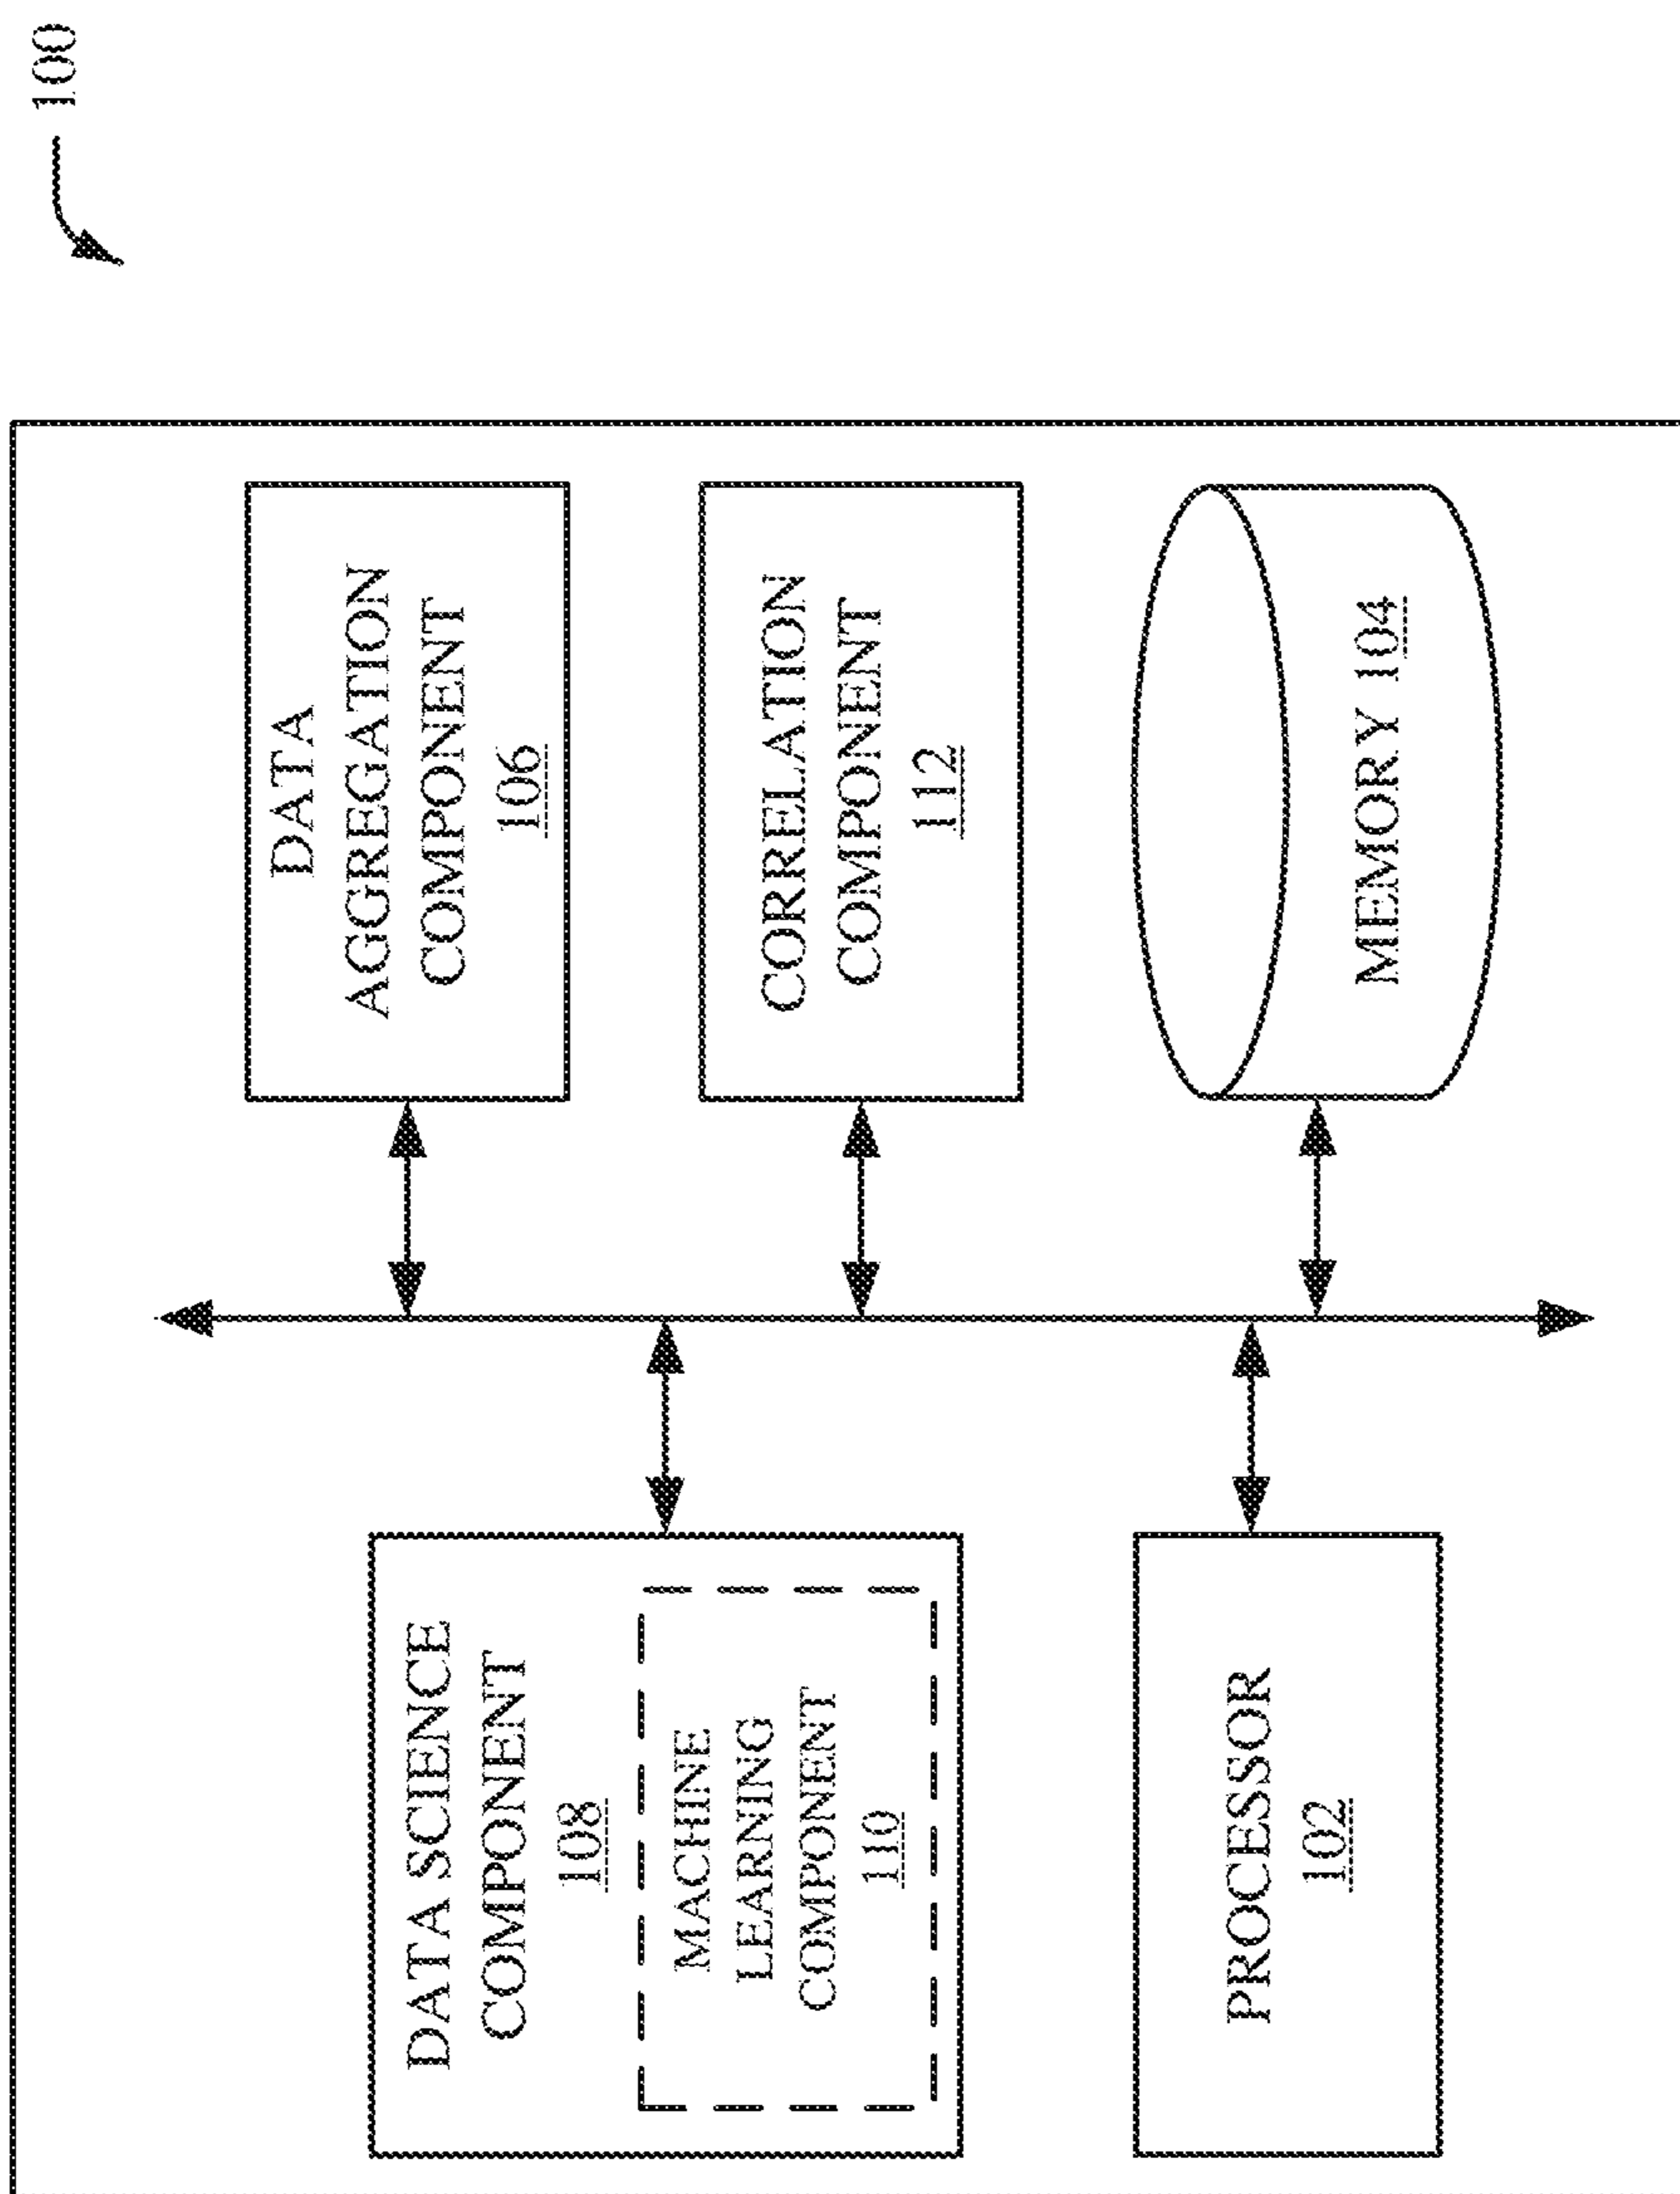 100
DATA SCIENCE
COMPONENT
108
MACHINE
LEARNING
COMPONENT
110
PROCESSOR
102
DATA
AGGREGATION
COMPONENT
106
CORRELATION
COMPONENT
112
MEMORY 104